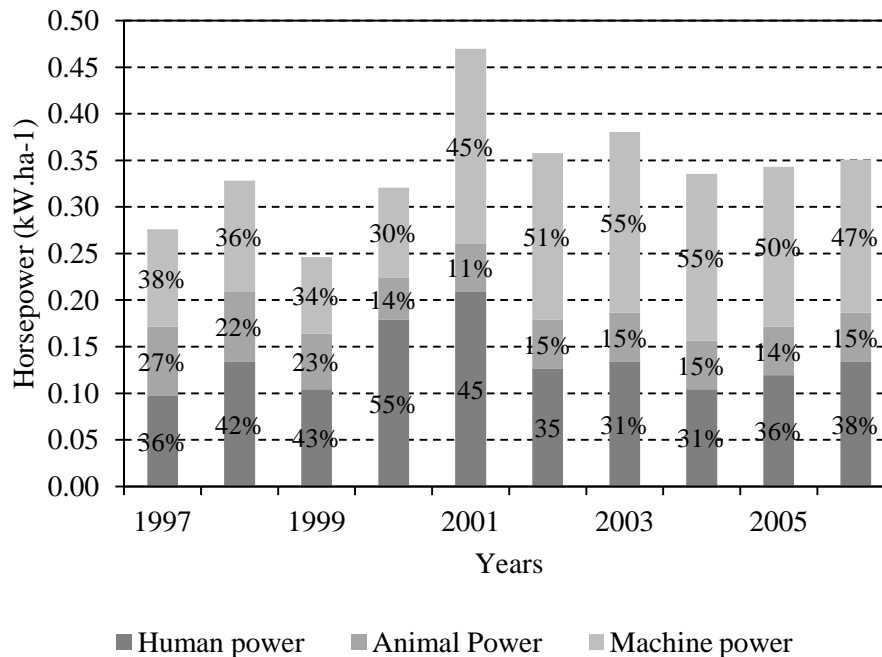 0.50
0.45
0.40
0.35
0.30
0.25
0.20
0.15
0.10
0.05
0.00
Horsepower (kW.ha-1)
38% 36% 34% 30% 45% 51% 55% 55% 50% 47%
27% 22% 23% 14% 11% 15% 15% 15% 14% 15%
36% 42% 43% 55% 45 35 31% 31% 36% 38%
1997 1999 2001 2003 2005
Years
Human power Animal Power Machine power